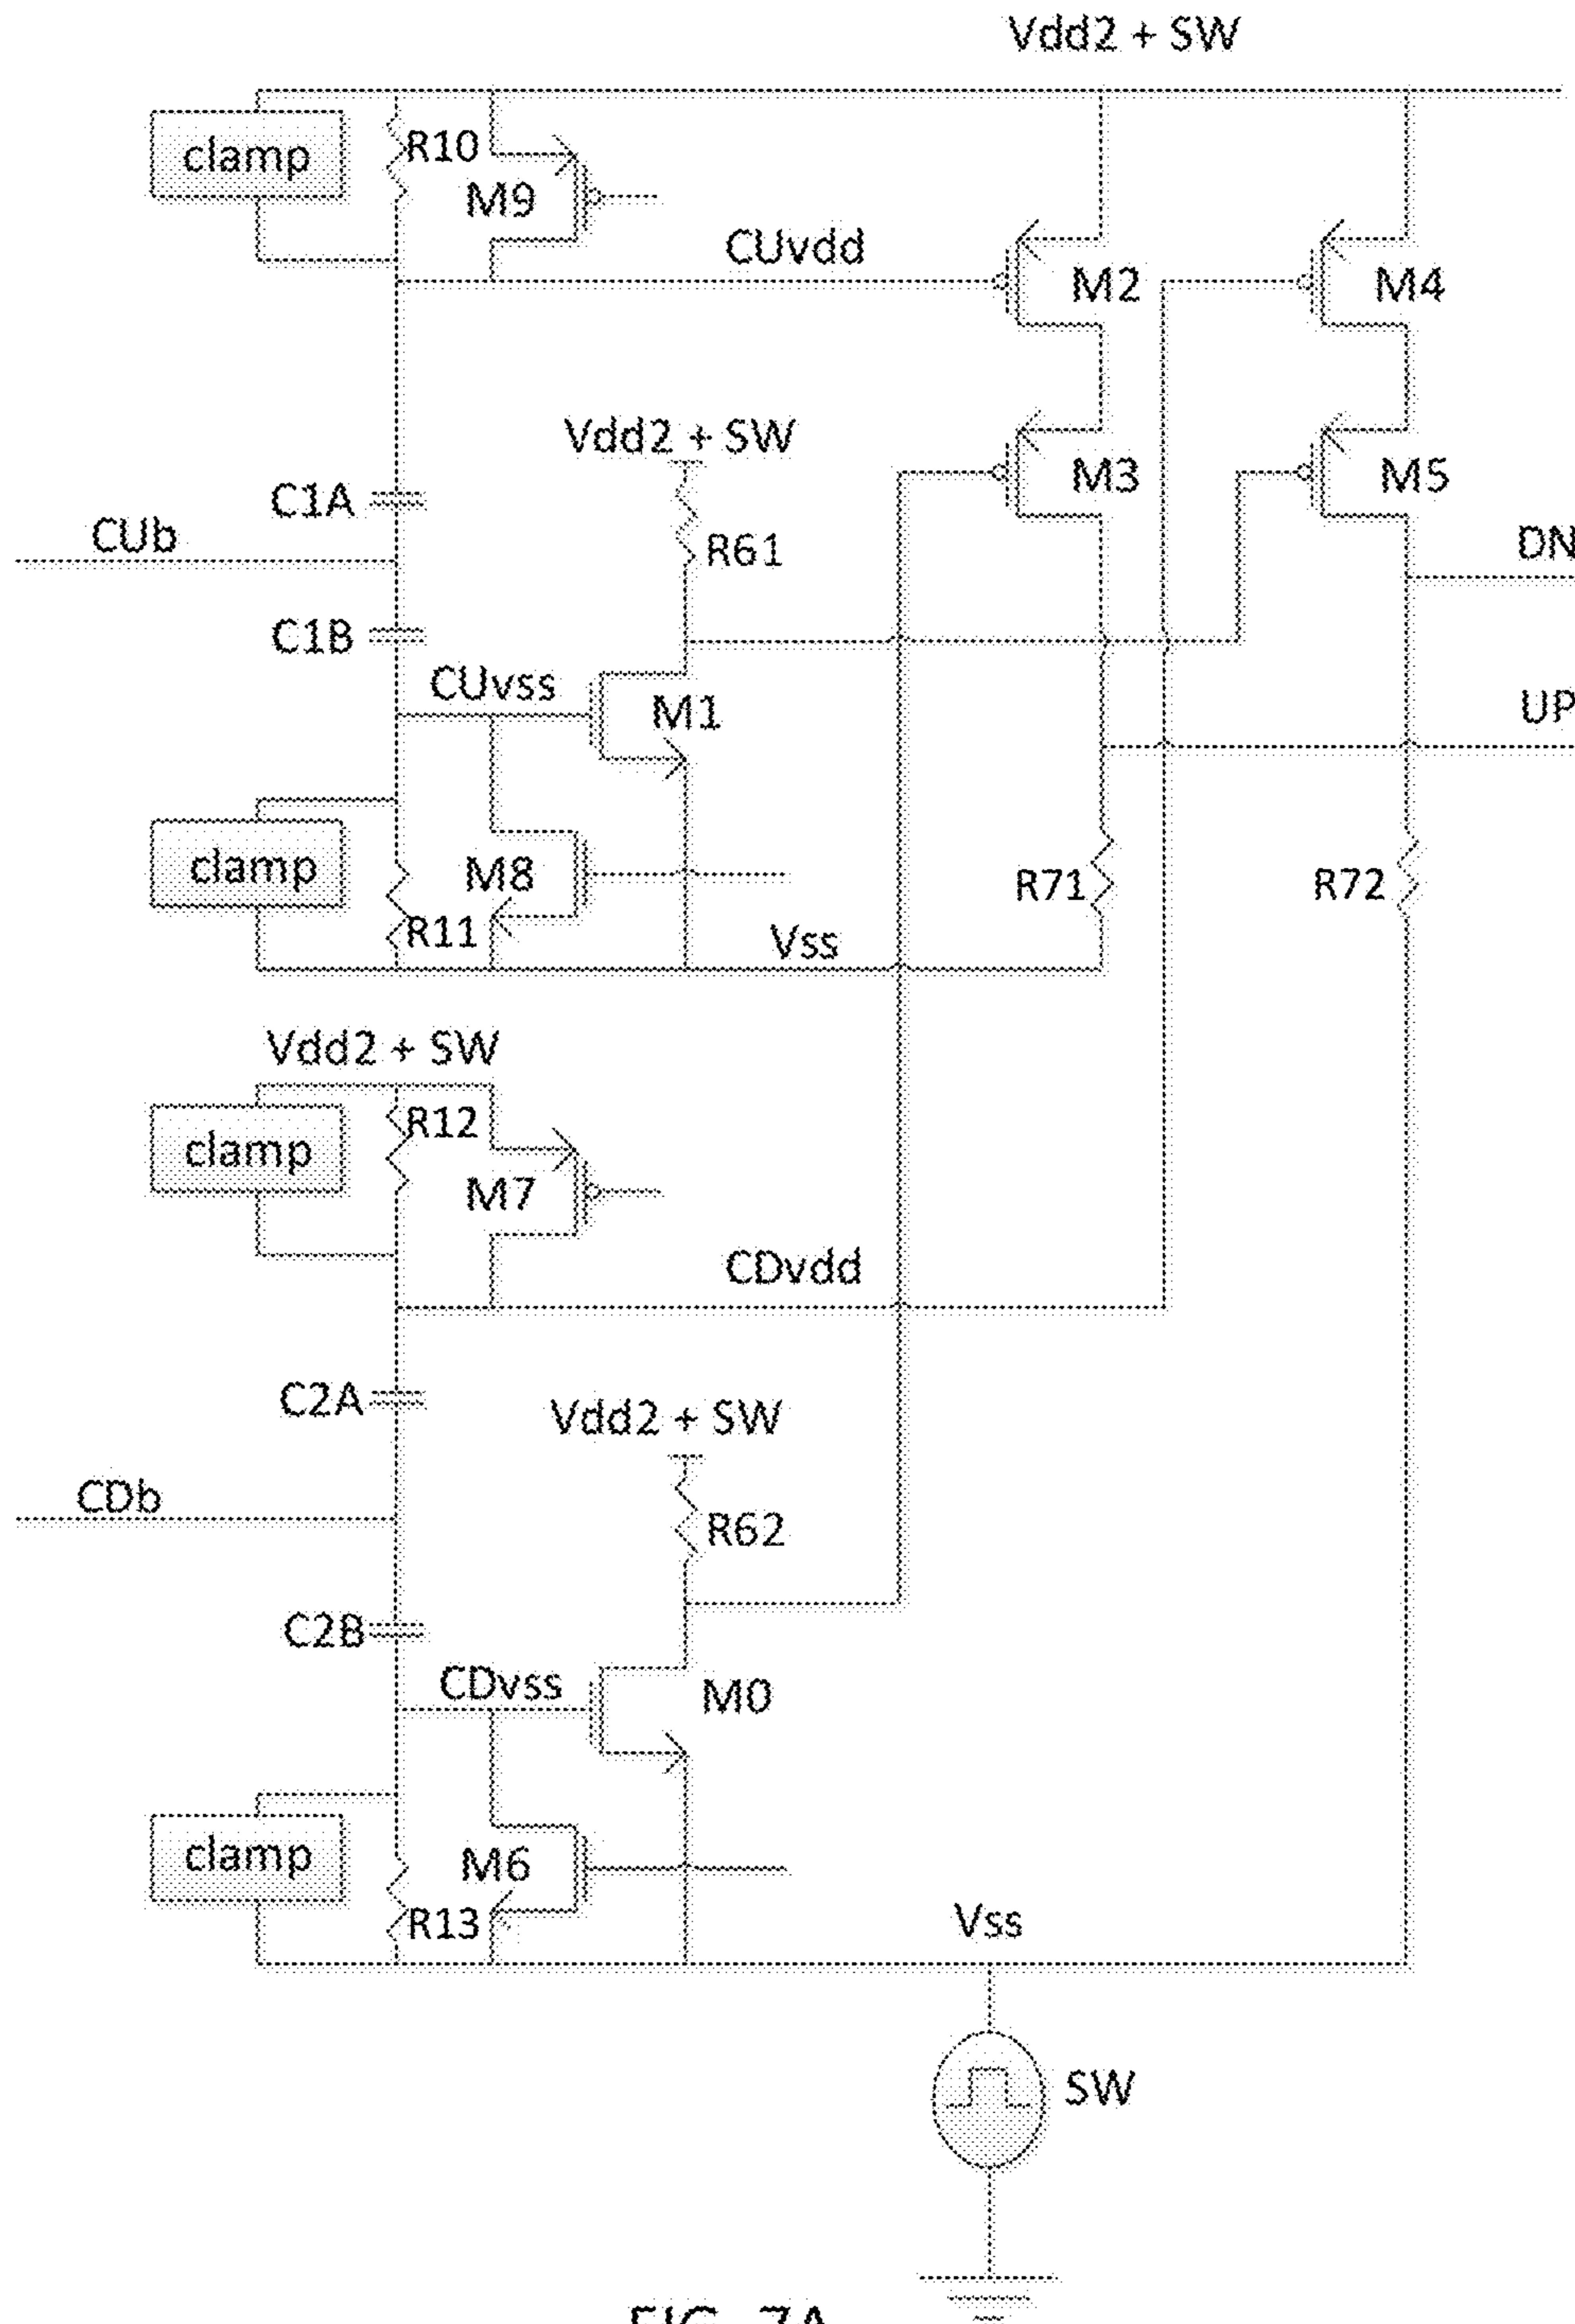 Vdd2 + SW
clamp
R10
M9
CUvdd
M2
M4
Vdd2 + SW
C1A
M3
M5
CUb
R61
DN
C1B
CUvss
M1
UP
clamp
M8
R71
R72
R11
Vss
Vdd2 + SW
R12
clamp
M7
CDvdd
C2A
Vdd2 + SW
CDb
R62
C2B
CDvss
M0
clamp
M6
R13
Vss
SW
FIG. 7A